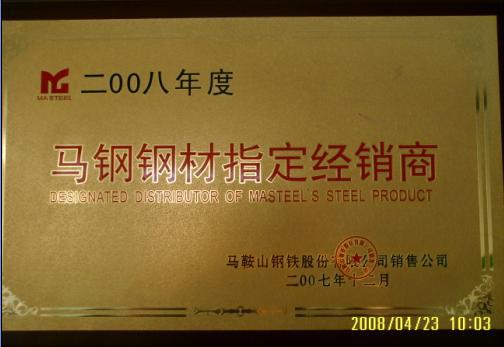 MA STEEL
二00八年度
马钢钢材指定经销商
DESIGNATED DISTRIBUTOR OF MASTEEL'S STEEL PRODUCT
马鞍山钢铁股份有限公司销售公司
二00七年十二月
2008/04/23 10:03